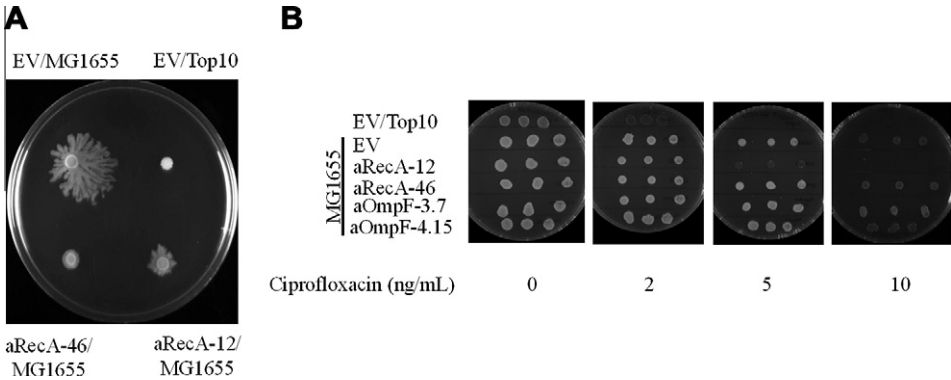 A
EV/MG1655 EV/Top10
aRecA-46/ aRecA-12/
MG1655 MG1655
B
EV/Top10
MG1655
EV
aRecA-12
aRecA-46
aOmpF-3.7
aOmpF-4.15
Ciprofloxacin (ng/mL) 0 2 5 10